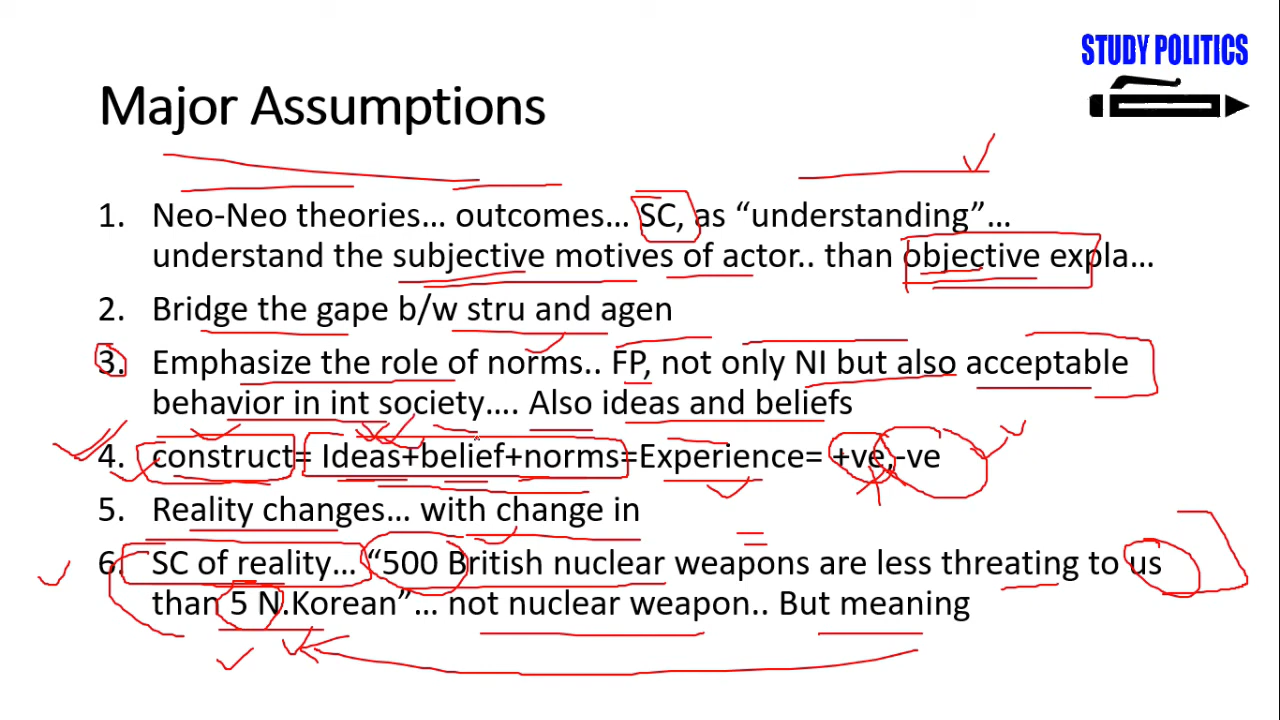 STUDY POLITICS
Major Assumptions
1. Neo-Neo theories... outcomes... SC, as “understanding”...
understand the subjective motives of actor.. than objective expla...
2. Bridge the gape b/w stru and agen
3. Emphasize the role of norms.. FP, not only NI but also acceptable
behavior in int society.... Also ideas and beliefs
4. construct= Ideas+belief+norms=Experience= +ve,-ve
5. Reality changes... with change in
6. SC of reality... “500 British nuclear weapons are less threating to us
than 5 N.Korean”... not nuclear weapon.. But meaning